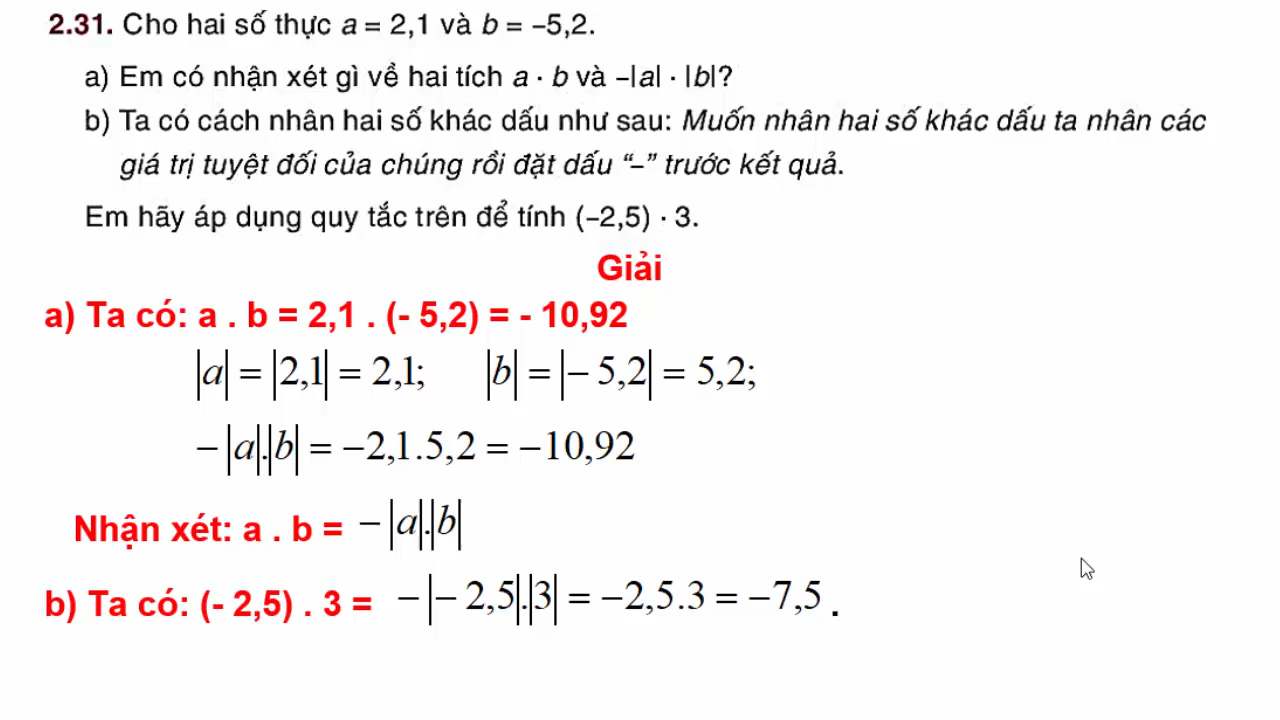 2.31. Cho hai số thực a = 2,1 và b = –5,2.
a) Em có nhận xét gì về hai tích a · b và –|a| · |b|?
b) Ta có cách nhân hai số khác dấu như sau: Muốn nhân hai số khác dấu ta nhân các
giá trị tuyệt đối của chúng rồi đặt dấu “–” trước kết quả.
Em hãy áp dụng quy tắc trên để tính (–2,5) · 3.
Giải
a) Ta có: a . b = 2,1 . (- 5,2) = - 10,92
|a| = |2,1| = 2,1; |b| = |– 5,2| = 5,2;
– |a|.|b| = –2,1.5,2 = –10,92
Nhận xét: a . b = – |a|.|b|
b) Ta có: (- 2,5) . 3 = – |– 2,5|.|3| = –2,5.3 = –7,5 .